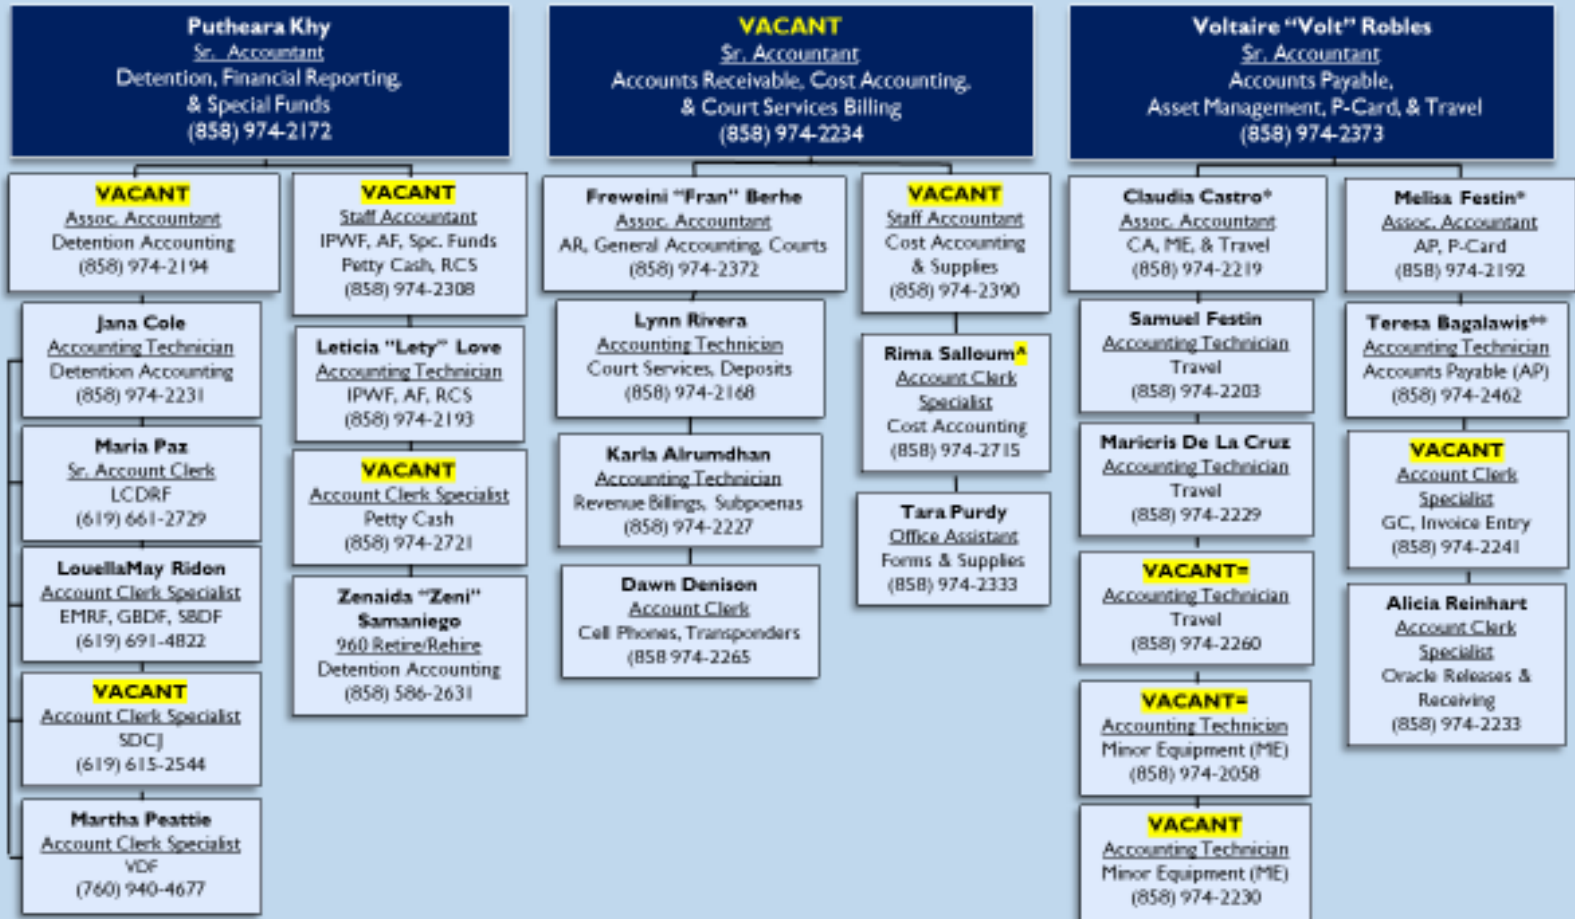 Putheara Khy
Sr. Accountant
Detention, Financial Reporting,
& Special Funds
(858) 974-2172
VACANT
Assoc. Accountant
Detention Accounting
(858) 974-2194
Jana Cole
Accounting Technician
Detention Accounting
(858) 974-2231
Maria Paz
Sr. Account Clerk
LCDRF
(619) 661-2729
LouellaMay Ridon
Account Clerk Specialist
EMRF, GBDF, SBDF
(619) 691-4822
VACANT
Account Clerk Specialist
SDCJ
(619) 615-2544
Martha Peattie
Account Clerk Specialist
VDF
(760) 940-4677
VACANT
Staff Accountant
IPWF, AF, Spc. Funds
Petty Cash, RCS
(858) 974-2308
Leticia “Lety” Love
Accounting Technician
IPWF, AF, RCS
(858) 974-2193
VACANT
Account Clerk Specialist
Petty Cash
(858) 974-2721
Zenaida “Zeni”
Samaniego
960 Retire/Rehire
Detention Accounting
(858) 586-2631
VACANT
Sr. Accountant
Accounts Receivable, Cost Accounting,
& Court Services Billing
(858) 974-2234
Freweini “Fran” Berhe
Assoc. Accountant
AR, General Accounting, Courts
(858) 974-2372
Lynn Rivera
Accounting Technician
Court Services, Deposits
(858) 974-2168
Karla Alrumdhan
Accounting Technician
Revenue Billings, Subpoenas
(858) 974-2227
Dawn Denison
Account Clerk
Cell Phones, Transponders
(858 974-2265
VACANT
Staff Accountant
Cost Accounting
& Supplies
(858) 974-2390
Rima Salloum^
Account Clerk
Specialist
Cost Accounting
(858) 974-2715
Tara Purdy
Office Assistant
Forms & Supplies
(858) 974-2333
Voltaire “Volt” Robles
Sr. Accountant
Accounts Payable,
Asset Management, P-Card, & Travel
(858) 974-2373
Claudia Castro*
Assoc. Accountant
CA, ME, & Travel
(858) 974-2219
Samuel Festin
Accounting Technician
Travel
(858) 974-2203
Maricris De La Cruz
Accounting Technician
Travel
(858) 974-2229
VACANT=
Accounting Technician
Travel
(858) 974-2260
VACANT=
Accounting Technician
Minor Equipment (ME)
(858) 974-2058
VACANT
Accounting Technician
Minor Equipment (ME)
(858) 974-2230
Melisa Festin*
Assoc. Accountant
AP, P-Card
(858) 974-2192
Teresa Bagalawis**
Accounting Technician
Accounts Payable (AP)
(858) 974-2462
VACANT
Account Clerk
Specialist
GC, Invoice Entry
(858) 974-2241
Alicia Reinhart
Account Clerk
Specialist
Oracle Releases &
Receiving
(858) 974-2233